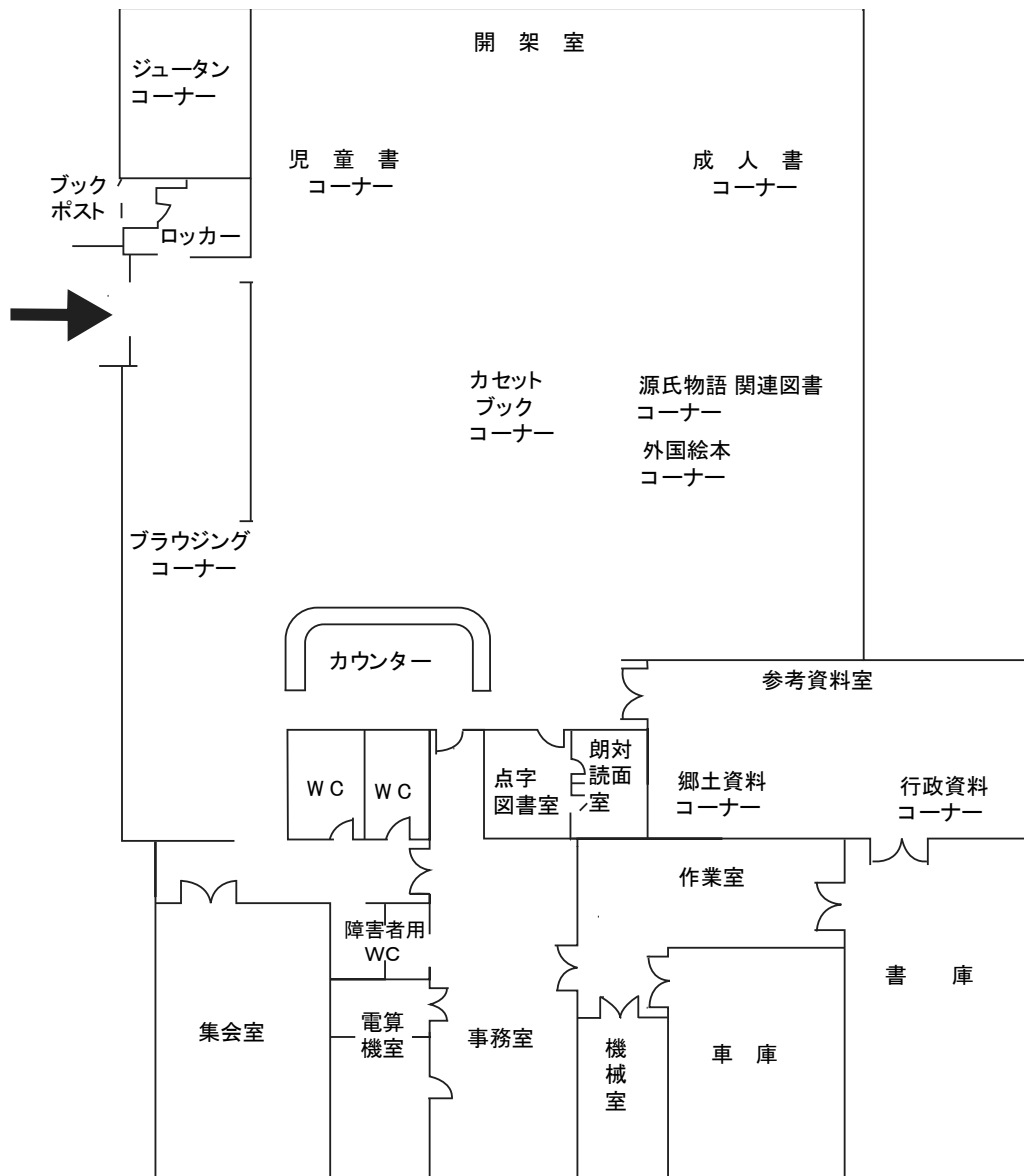 開 架 室
ジュータン
コーナー
児 童 書
コーナー
成 人 書
コーナー
ブック
ポスト
ロッカー
カセット
ブック
コーナー
源氏物語 関連図書
コーナー
外国絵本
コーナー
ブラウジング
コーナー
カウンター
参考資料室
WC
WC
点字
図書室
朗対
読面
室
郷土資料
コーナー
行政資料
コーナー
作業室
障害者用
WC
書 庫
集会室
電算
機室
事務室
機
械
室
車 庫